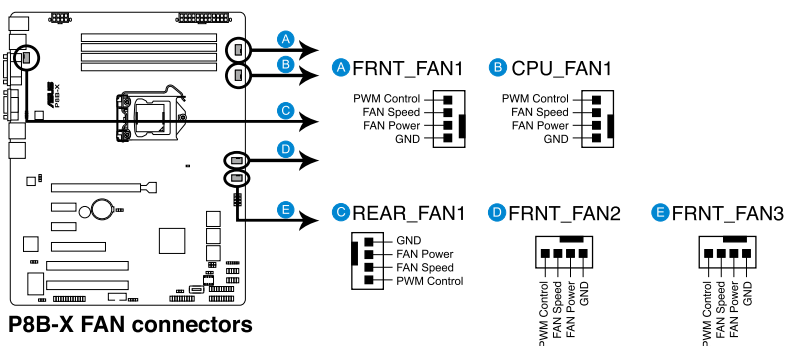 A
B
C
D
E
ASUS
P8B-X
A FRNT_FAN1
PWM Control
FAN Speed
FAN Power
GND
B CPU_FAN1
PWM Control
FAN Speed
FAN Power
GND
C REAR_FAN1
GND
FAN Power
FAN Speed
PWM Control
D FRNT_FAN2
PWM Control
FAN Speed
FAN Power
GND
E FRNT_FAN3
PWM Control
FAN Speed
FAN Power
GND
P8B-X FAN connectors